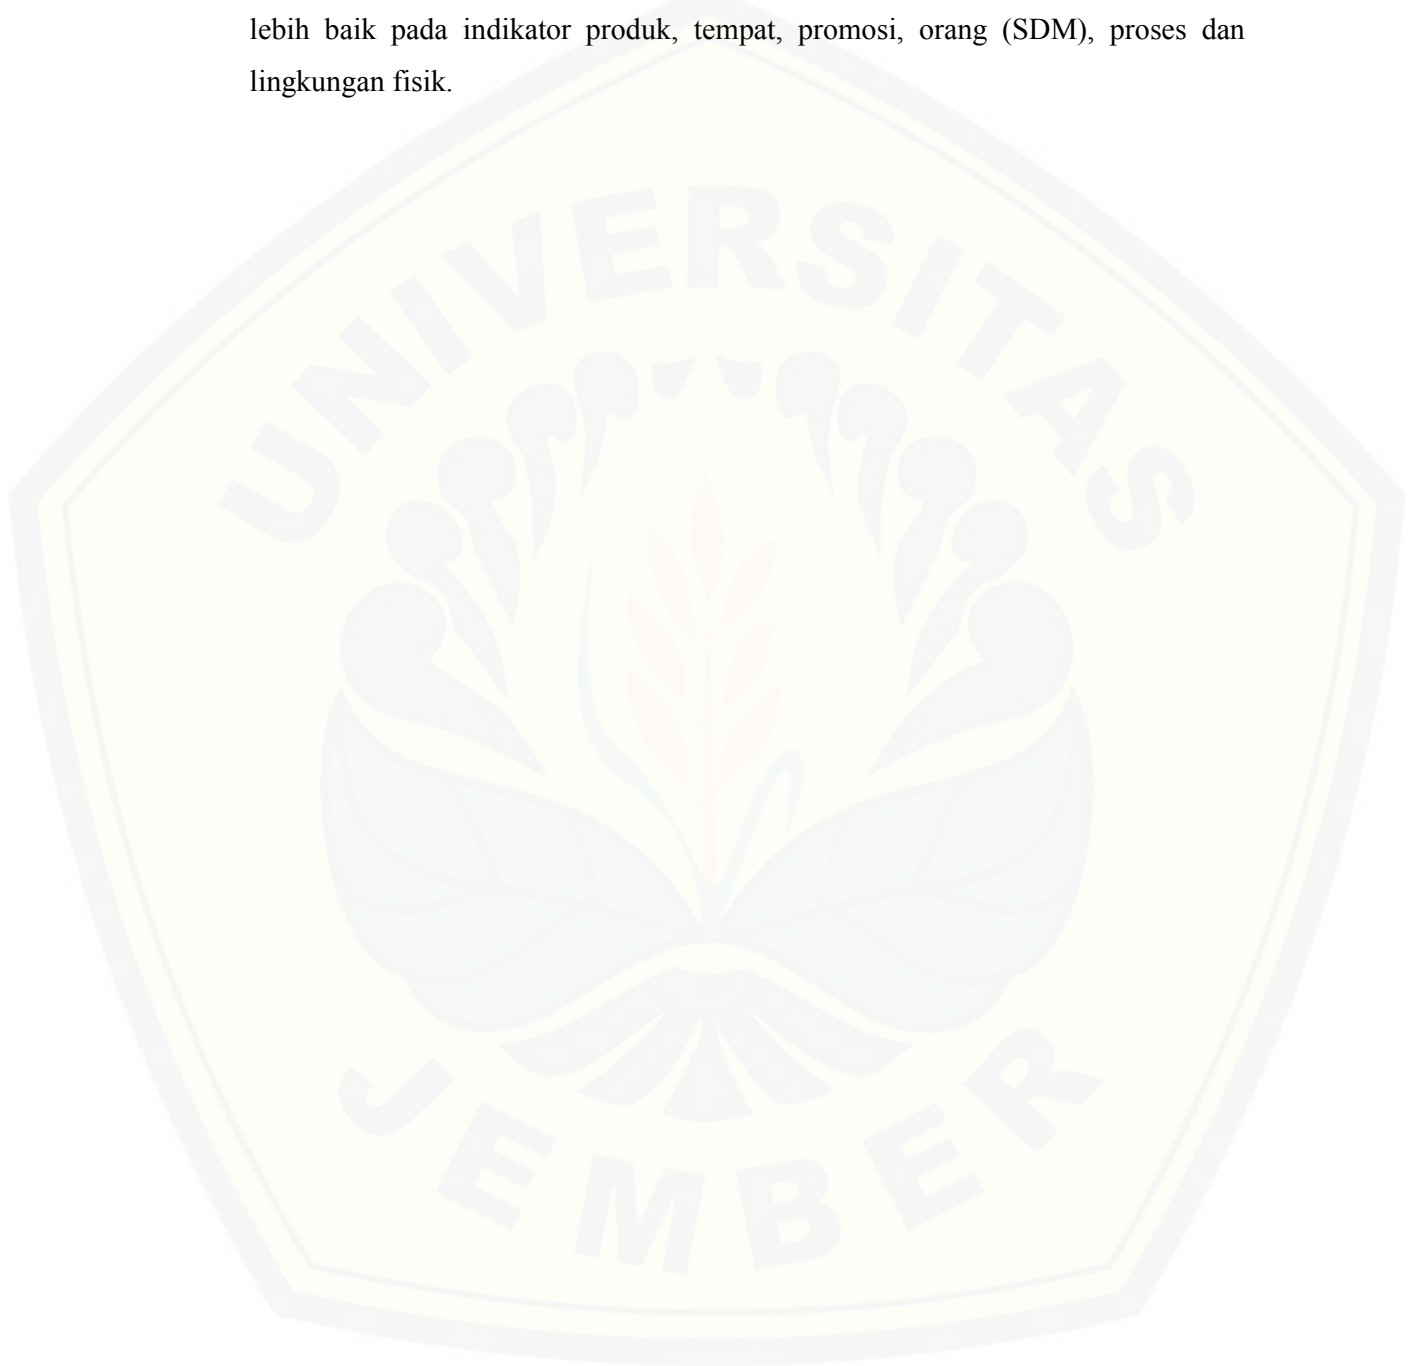 lebih baik pada indikator produk, tempat, promosi, orang (SDM), proses dan
lingkungan fisik.
UNIVERSITAS
JEMBER